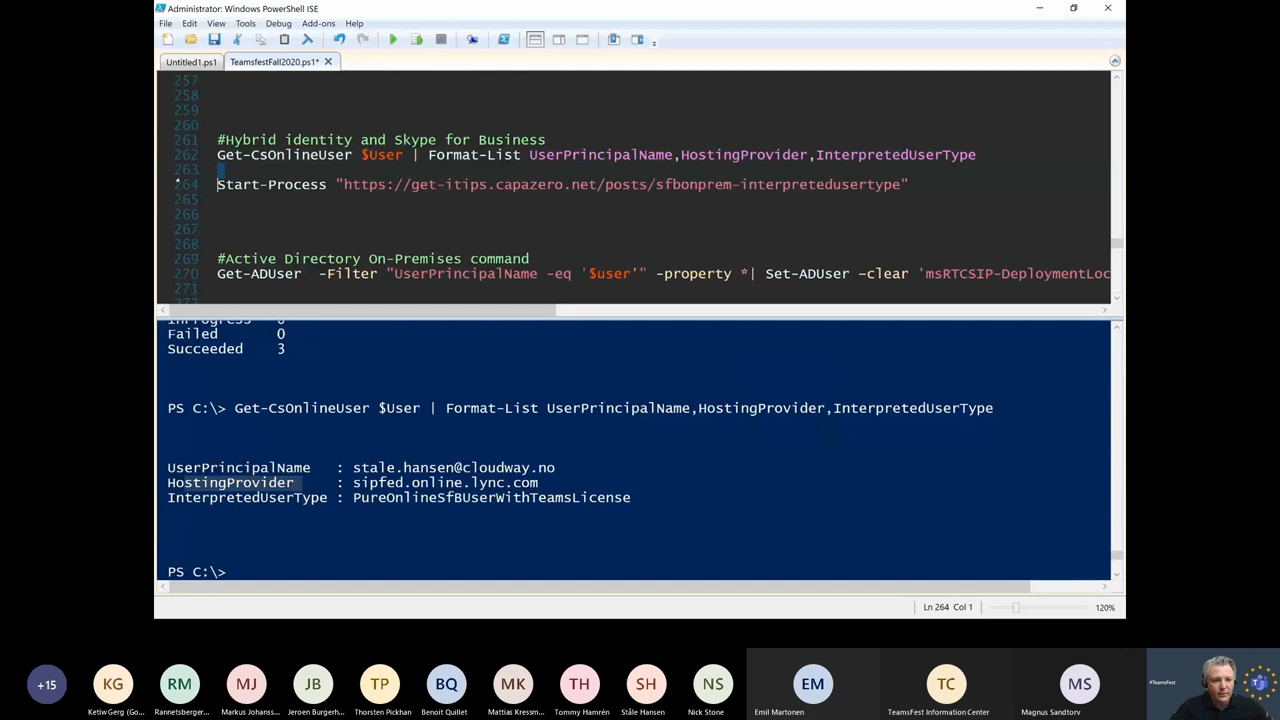 Administrator: Windows PowerShell ISE
File Edit View Tools Debug Add-ons Help
Untitled1.ps1 TeamsfestFall2020.ps1*
257
258
259
260
261 #Hybrid identity and Skype for Business
262 Get-CsOnlineUser $User | Format-List UserPrincipalName,HostingProvider,InterpretedUserType
263
264 Start-Process "https://get-itips.capazero.net/posts/sfbonprem-interpretedusertype"
265
266
267
268
269 #Active Directory On-Premises command
270 Get-ADUser -Filter "UserPrincipalName -eq '$user'" -property *| Set-ADUser -clear 'msRTCSIP-DeploymentLoc
271
InProgress 0
Failed 0
Succeeded 3
PS C:\> Get-CsOnlineUser $User | Format-List UserPrincipalName,HostingProvider,InterpretedUserType
UserPrincipalName : stale.hansen@cloudway.no
HostingProvider : sipfed.online.lync.com
InterpretedUserType : PureOnlineSfBUserWithTeamsLicense
PS C:\>
Ln 264 Col 1 120%
+15 KG RM MJ JB TP BQ MK TH SH NS EM TC MS #TeamsFest
Ketiw Gerg (Go... Rannetsberger... Markus Johanss... Jeroen Burgerh... Thorsten Pickhan Benoit Quillet Mathias Kressm... Tommy Hamrén Ståle Hansen Nick Stone Emil Martonen TeamsFest Information Center Magnus Sandtorv